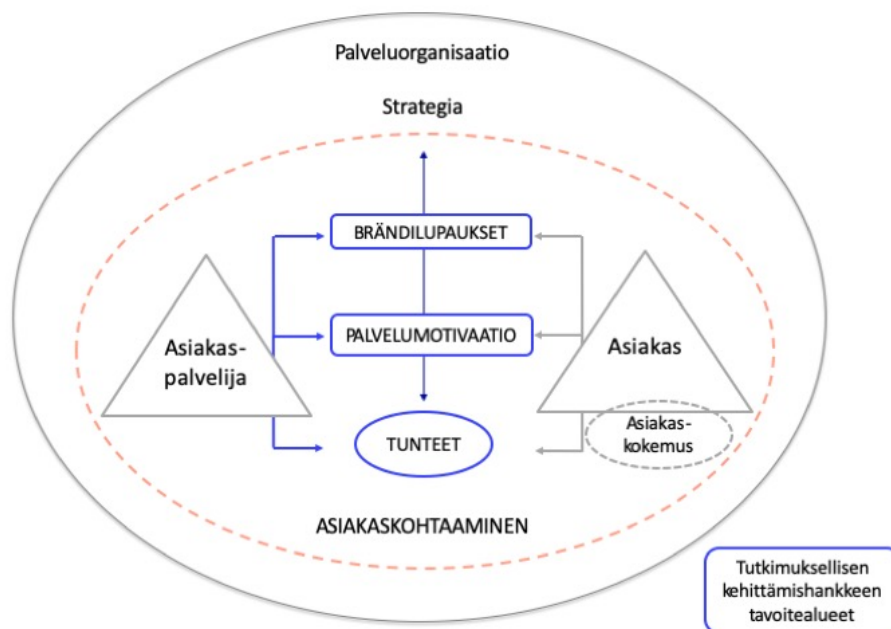 Palveluorganisaatio
Strategia
BRÄNDILUPAUKSET
PALVELUMOTIVAATIO
Asiakas-
palvelija
Asiakas
TUNTEET
Asiakas-
kokemus
ASIAKASKOHTAAMINEN
Tutkimuksellisen
kehittämishankkeen
tavoitealueet